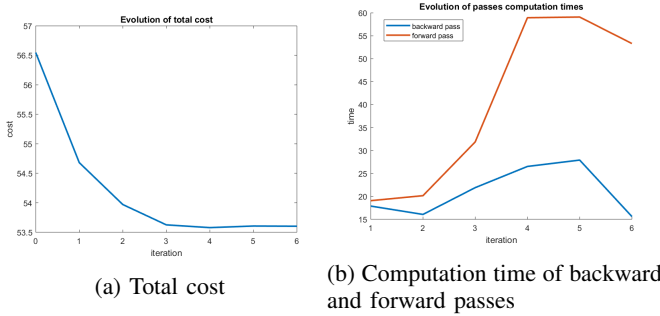 Evolution of total cost
57
56.5
56
55.5
55
54.5
54
53.5
cost
0 1 2 3 4 5 6
iteration
(a) Total cost
Evolution of passes computation times
backward pass
forward pass
60
55
50
45
40
35
30
25
20
15
time
1 2 3 4 5 6
iteration
(b) Computation time of backward
and forward passes